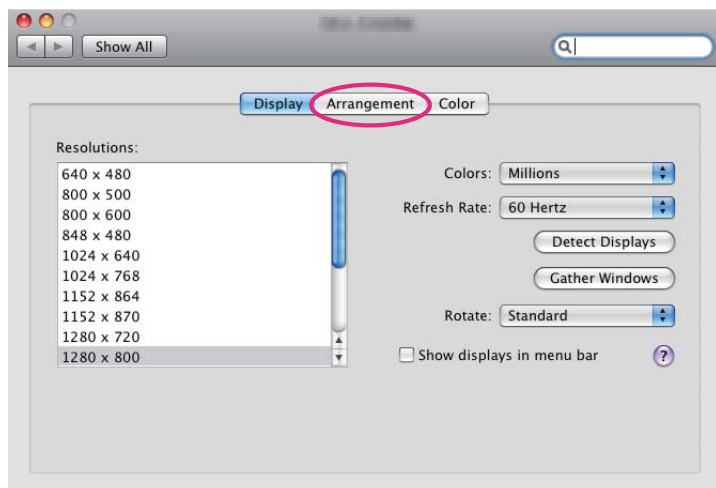 Show All
Display Arrangement Color
Resolutions:
640 x 480
800 x 500
800 x 600
848 x 480
1024 x 640
1024 x 768
1152 x 864
1152 x 870
1280 x 720
1280 x 800
Colors: Millions
Refresh Rate: 60 Hertz
Detect Displays
Gather Windows
Rotate: Standard
Show displays in menu bar ?